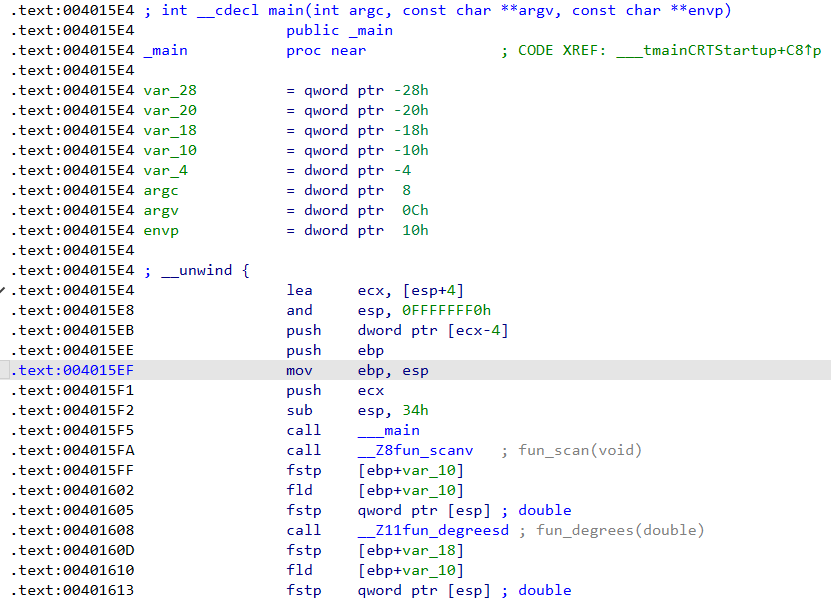 .text:004015E4 ; int __cdecl main(int argc, const char **argv, const char **envp)
.text:004015E4 public _main
.text:004015E4 _main proc near ; CODE XREF: ___tmainCRTStartup+C8↑p
.text:004015E4
.text:004015E4 var_28 = qword ptr -28h
.text:004015E4 var_20 = qword ptr -20h
.text:004015E4 var_18 = qword ptr -18h
.text:004015E4 var_10 = qword ptr -10h
.text:004015E4 var_4 = dword ptr -4
.text:004015E4 argc = dword ptr 8
.text:004015E4 argv = dword ptr 0Ch
.text:004015E4 envp = dword ptr 10h
.text:004015E4
.text:004015E4 ; __unwind {
.text:004015E4 lea ecx, [esp+4]
.text:004015E8 and esp, 0FFFFFFF0h
.text:004015EB push dword ptr [ecx-4]
.text:004015EE push ebp
.text:004015EF mov ebp, esp
.text:004015F1 push ecx
.text:004015F2 sub esp, 34h
.text:004015F5 call ___main
.text:004015FA call __Z8fun_scanv ; fun_scan(void)
.text:004015FF fstp [ebp+var_10]
.text:00401602 fld [ebp+var_10]
.text:00401605 fstp qword ptr [esp] ; double
.text:00401608 call __Z11fun_degreesd ; fun_degrees(double)
.text:0040160D fstp [ebp+var_18]
.text:00401610 fld [ebp+var_10]
.text:00401613 fstp qword ptr [esp] ; double